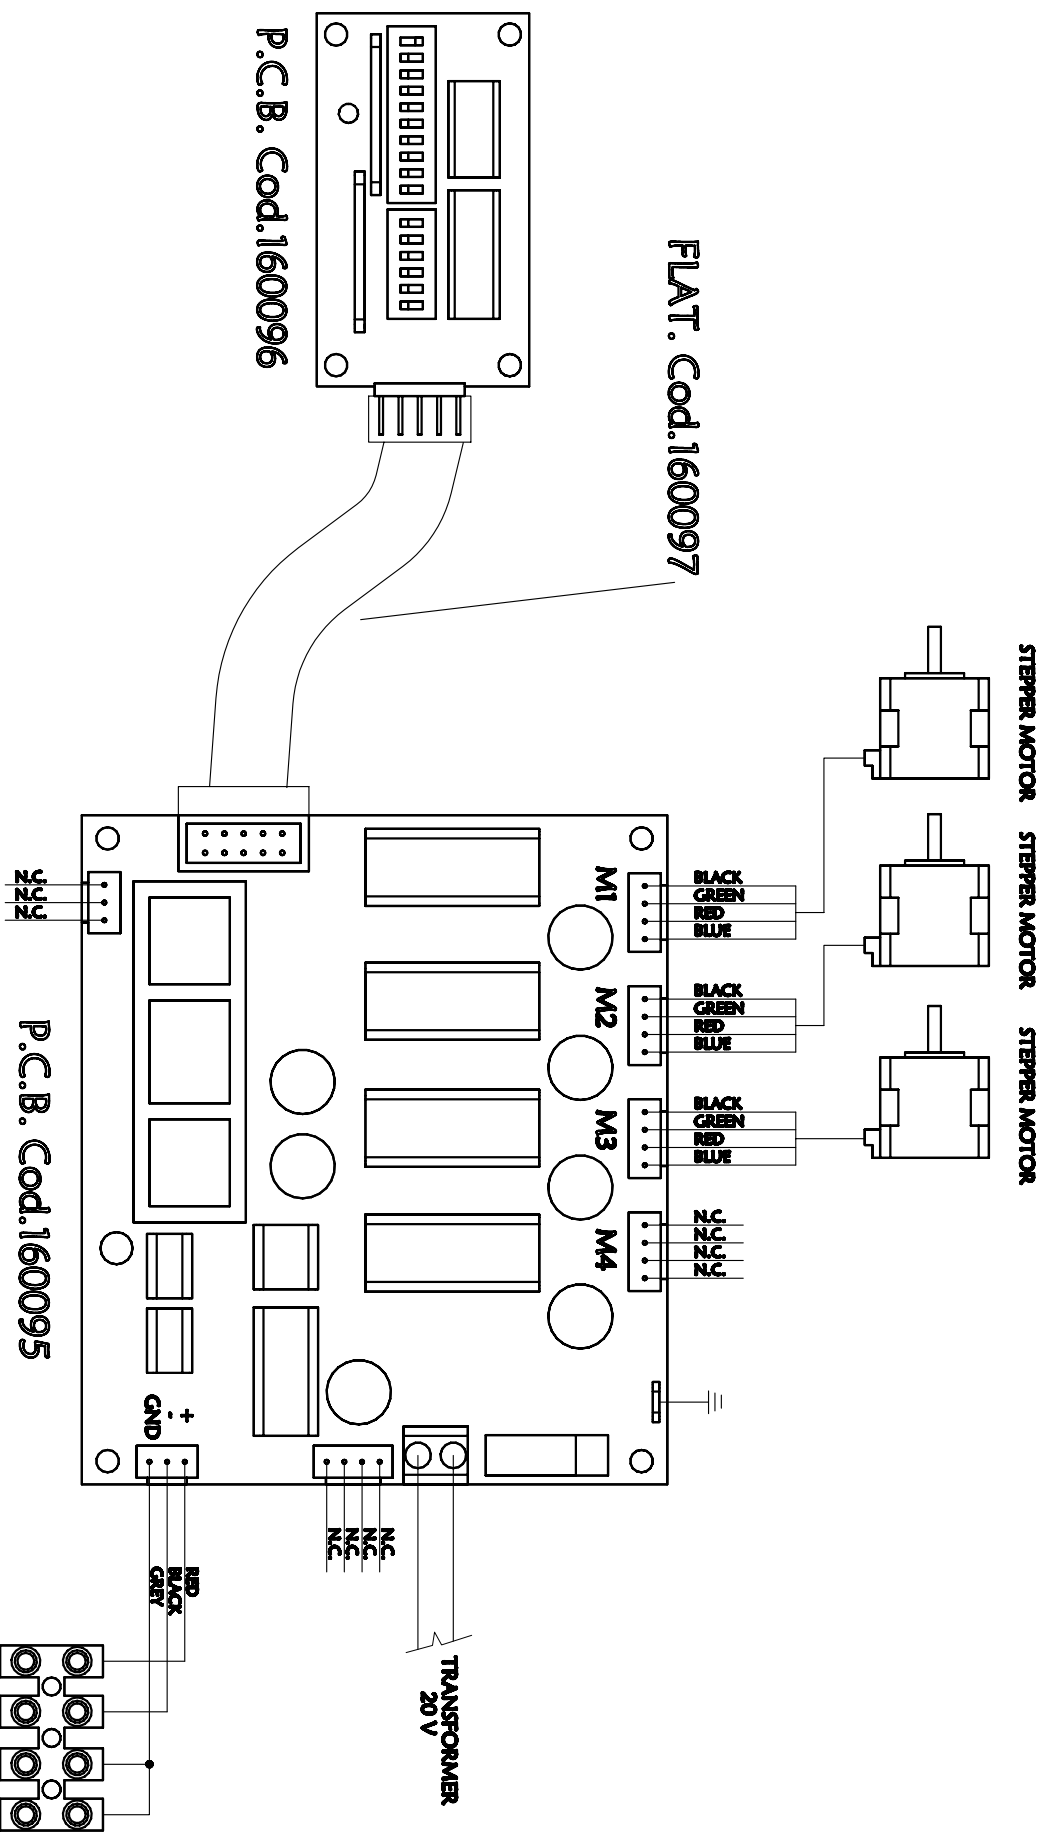 P.C.B. Cod.160096
FLAT. Cod.160097
STEPPER MOTOR
STEPPER MOTOR
STEPPER MOTOR
M1
BLACK
GREEN
RED
BLUE
M2
BLACK
GREEN
RED
BLUE
M3
BLACK
GREEN
RED
BLUE
M4
N.C.
N.C.
N.C.
N.C.
N.C.
N.C.
N.C.
P.C.B. Cod.160095
+
-
GND
N.C.
N.C.
N.C.
N.C.
RED
BLACK
GREY
TRANSFORMER
20 V